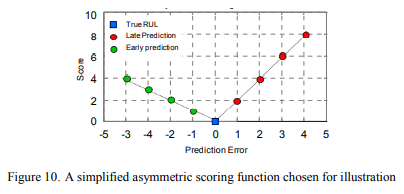 10
8
6
4
2
0
Score
True RUL
Late Prediction
Early prediction
-5 -3 -3 -2 -1 0 1 2 3 4 5
Prediction Error
Figure 10. A simplified asymmetric scoring function chosen for illustration